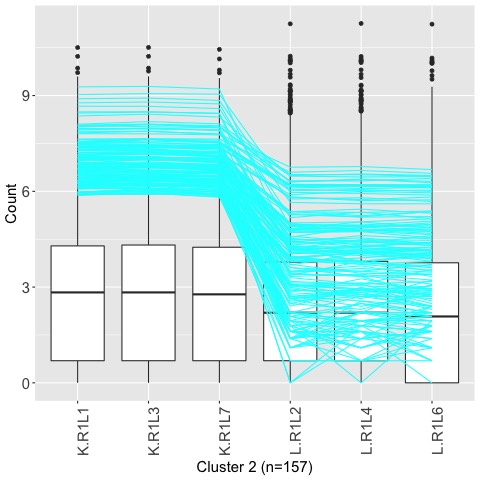 Count
9
6
3
0
K.R1L1
K.R1L3
K.R1L7
L.R1L2
L.R1L4
L.R1L6
Cluster 2 (n=157)